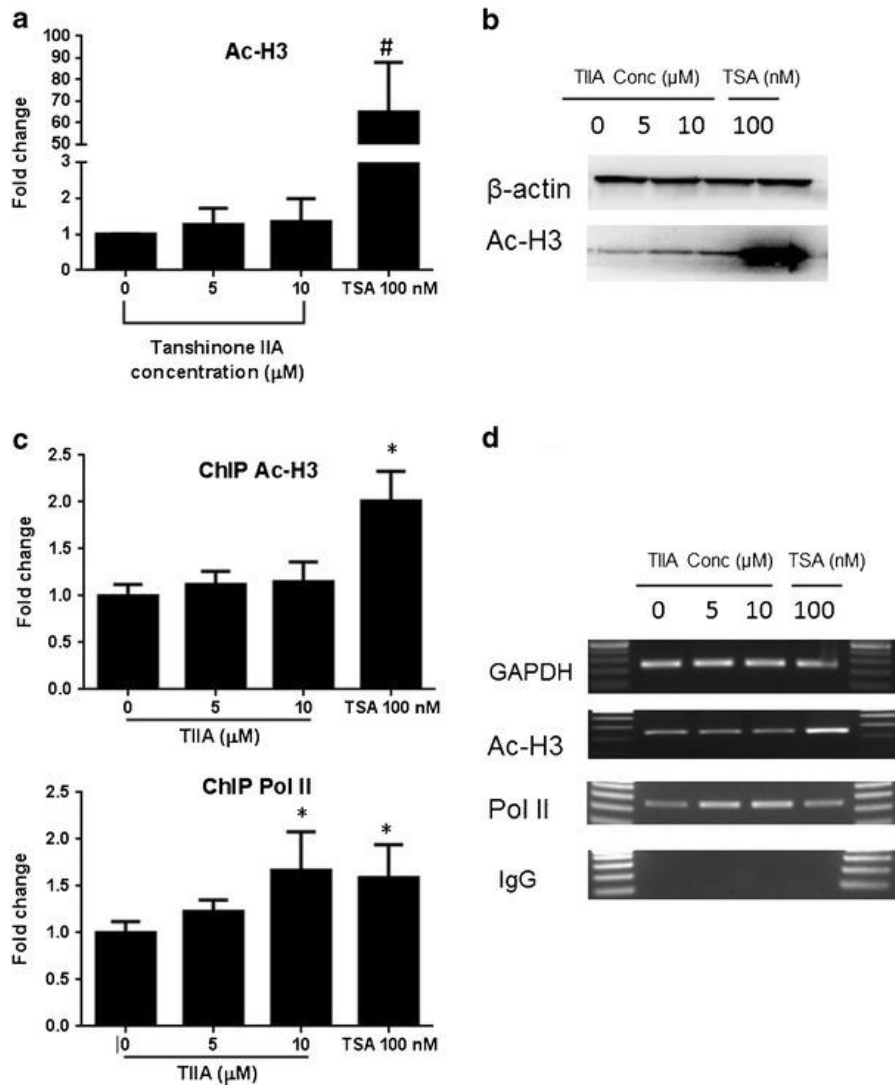 a
Ac-H3
Fold change
100
90
80
70
60
50
3
2
1
0
#
0 5 10 TSA 100 nM
Tanshinone IIA
concentration (µM)
b
TIIA Conc (µM) TSA (nM)
0 5 10 100
β-actin
Ac-H3
c
ChIP Ac-H3
Fold change
2.5
2.0
1.5
1.0
0.5
0.0
*
0 5 10 TSA 100 nM
TIIA (µM)
ChIP Pol II
Fold change
2.5
2.0
1.5
1.0
0.5
0.0
* *
0 5 10 TSA 100 nM
TIIA (µM)
d
TIIA Conc (µM) TSA (nM)
0 5 10 100
GAPDH
Ac-H3
Pol II
IgG